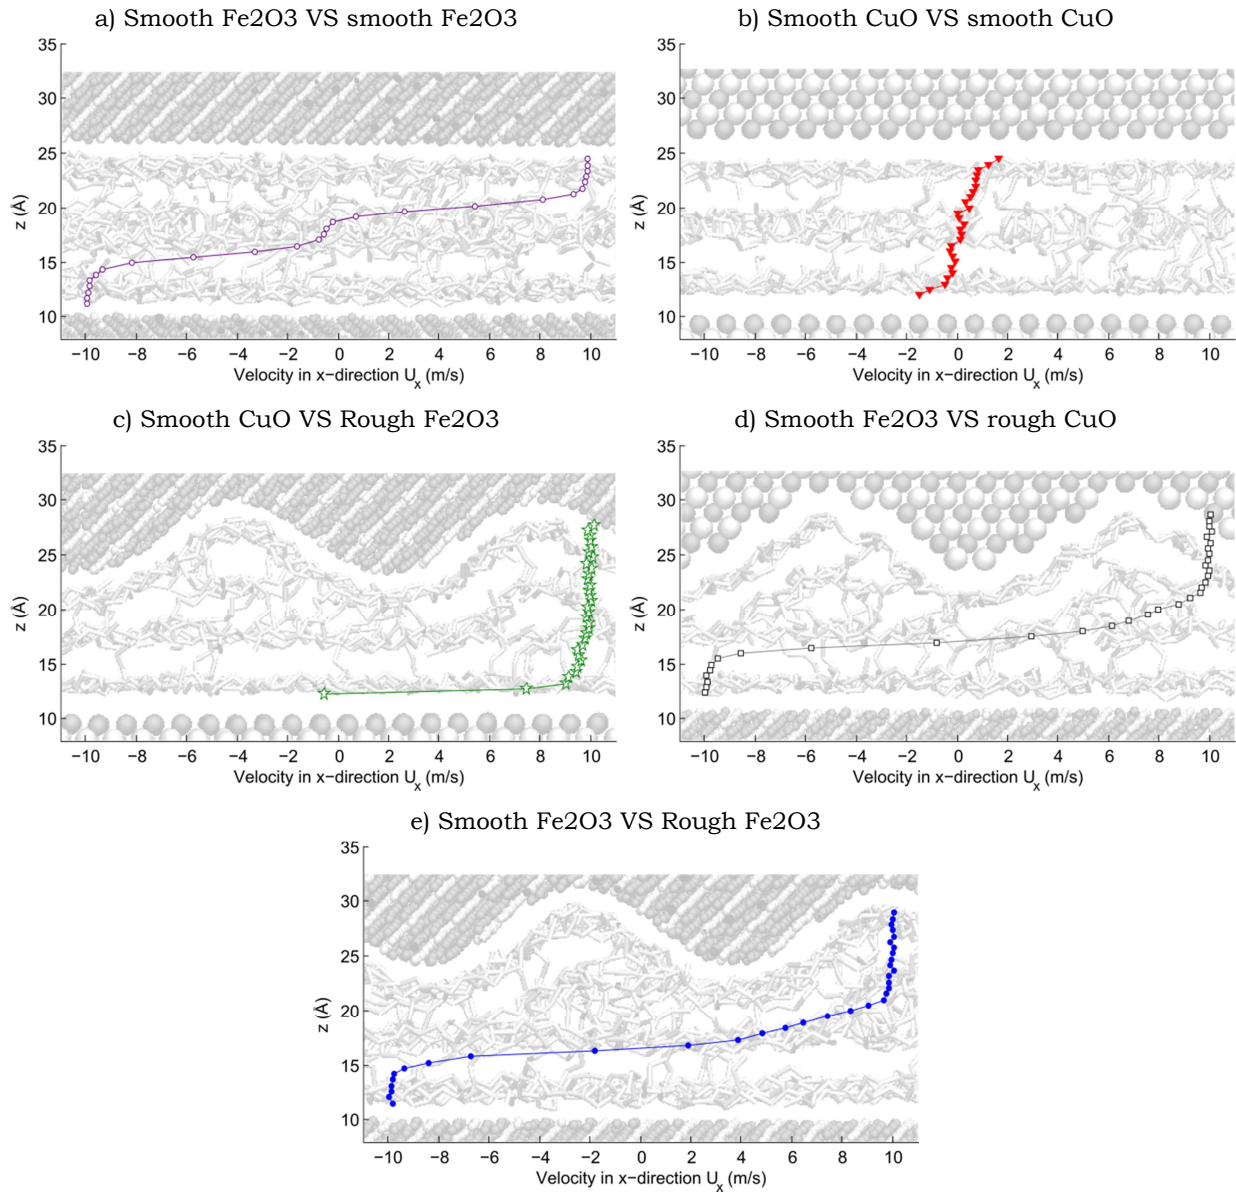 a) Smooth Fe2O3 VS smooth Fe2O3
b) Smooth CuO VS smooth CuO
35
30
25
20
15
10
z (Å)
−10 −8 −6 −4 −2 0 2 4 6 8 10
Velocity in x−direction Ux (m/s)
35
30
25
20
15
10
z (Å)
−10 −8 −6 −4 −2 0 2 4 6 8 10
Velocity in x−direction Ux (m/s)
c) Smooth CuO VS Rough Fe2O3
d) Smooth Fe2O3 VS rough CuO
35
30
25
20
15
10
z (Å)
−10 −8 −6 −4 −2 0 2 4 6 8 10
Velocity in x−direction Ux (m/s)
35
30
25
20
15
10
z (Å)
−10 −8 −6 −4 −2 0 2 4 6 8 10
Velocity in x−direction Ux (m/s)
e) Smooth Fe2O3 VS Rough Fe2O3
35
30
25
20
15
10
z (Å)
−10 −8 −6 −4 −2 0 2 4 6 8 10
Velocity in x−direction Ux (m/s)